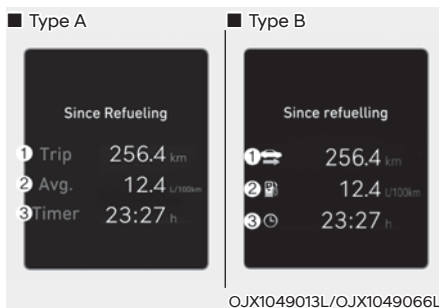 ■ Type A
Since Refueling
① Trip 256.4 km
② Avg. 12.4 L/100km
③ Timer 23:27 h
■ Type B
Since refuelling
① 256.4 km
② 12.4 L/100km
③ 23:27 h
OJX1049013L/OJX1049066L